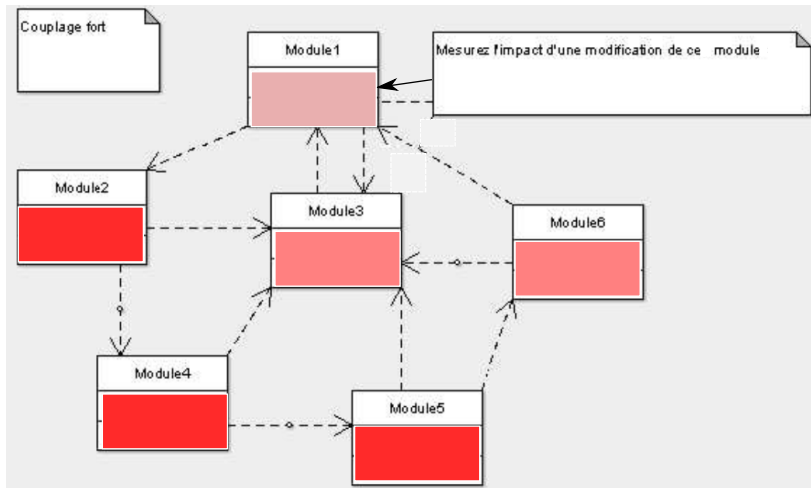 Couplage fort
Module1
Mesurez l'impact d'une modification de ce module
Module2
Module3
Module6
Module4
Module5